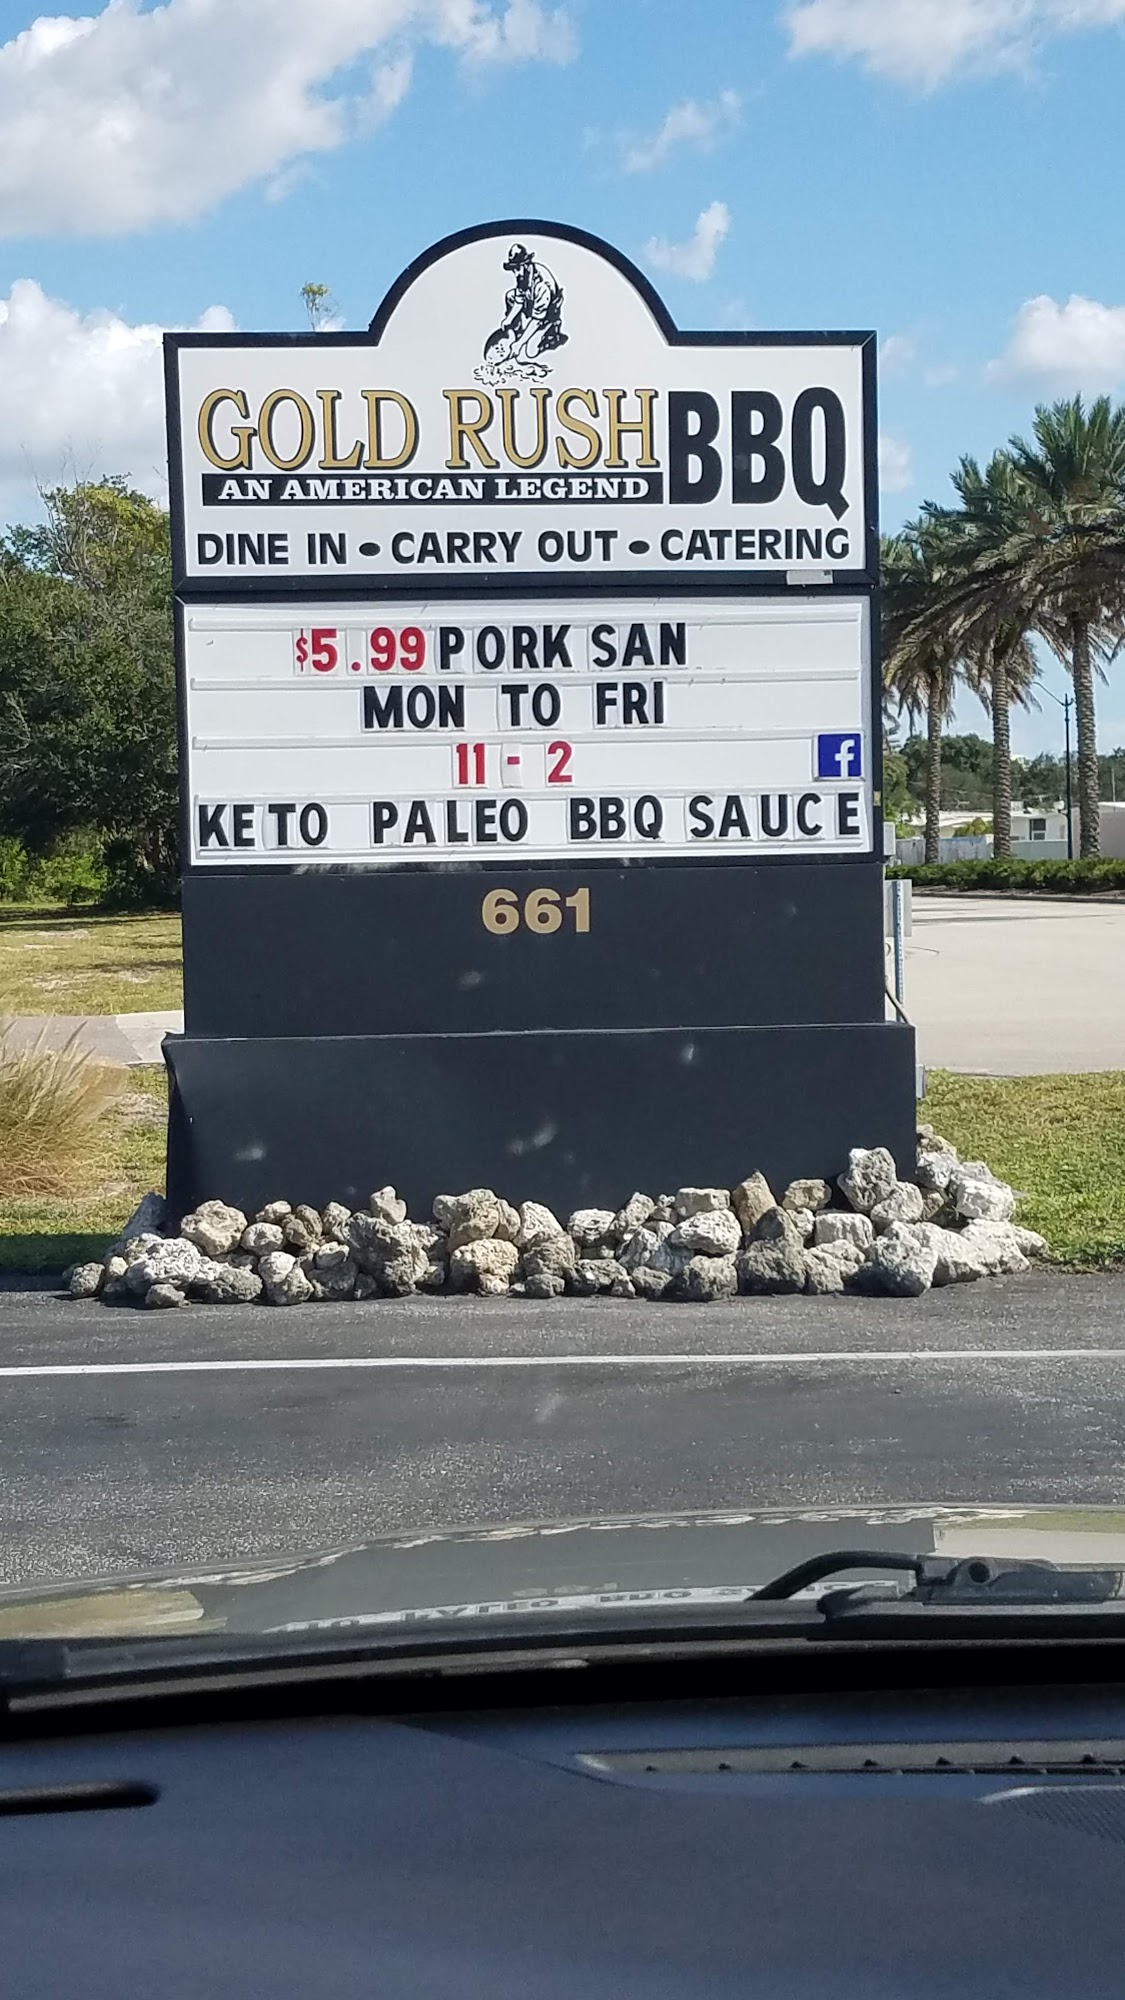 GOLD RUSH BBQ
AN AMERICAN LEGEND
DINE IN • CARRY OUT • CATERING
$5.99 PORK SAN
MON TO FRI
11 - 2
f
KETO PALEO BBQ SAUCE
661